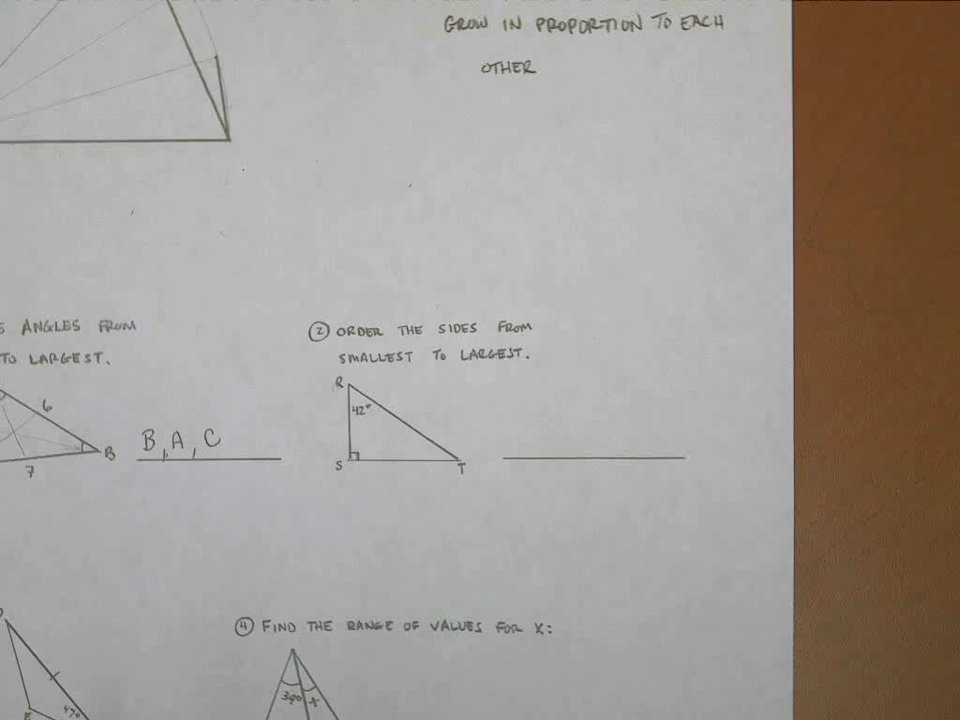 GROW IN PROPORTION TO EACH
OTHER
ANGLES FROM
TO LARGEST.
6
B
7
B, A, C
② ORDER THE SIDES FROM
SMALLEST TO LARGEST.
R
42°
S
T
④ FIND THE RANGE OF VALUES FOR X:
X
47°